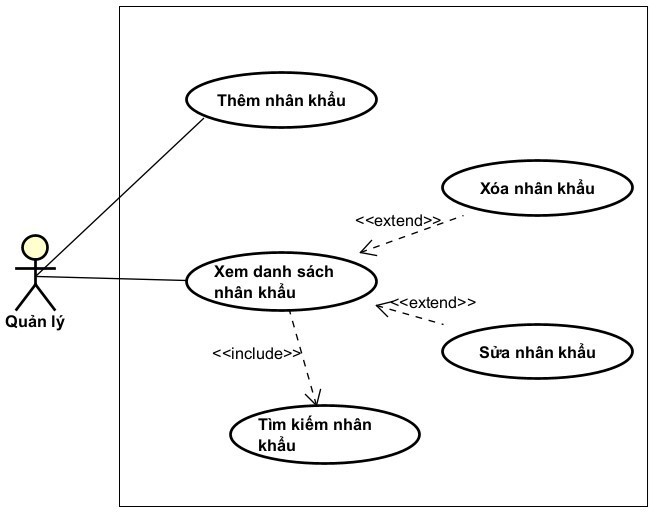 Thêm nhân khẩu
Xóa nhân khẩu
<<extend>>
Xem danh sách
nhân khẩu
<<extend>>
Quản lý
<<include>>
Sửa nhân khẩu
Tìm kiếm nhân
khẩu